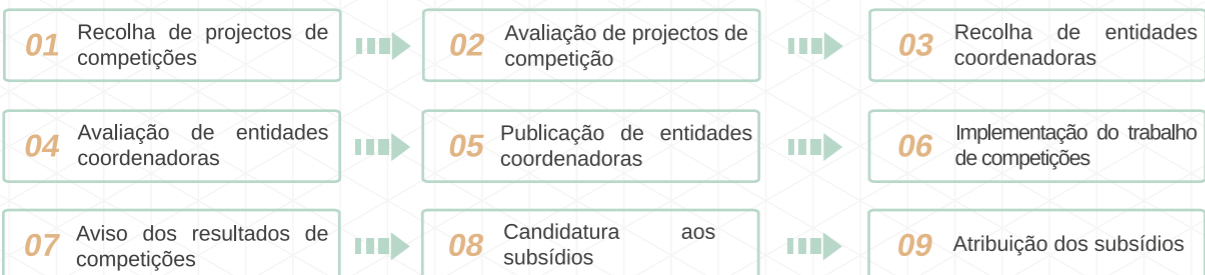 01 Recolha de projectos de
competições
02 Avaliação de projectos de
competição
03 Recolha de entidades
coordenadoras
04 Avaliação de entidades
coordenadoras
05 Publicação de entidades
coordenadoras
06 Implementação do trabalho
de competições
07 Aviso dos resultados de
competições
08 Candidatura aos
subsídios
09 Atribuição dos subsídios